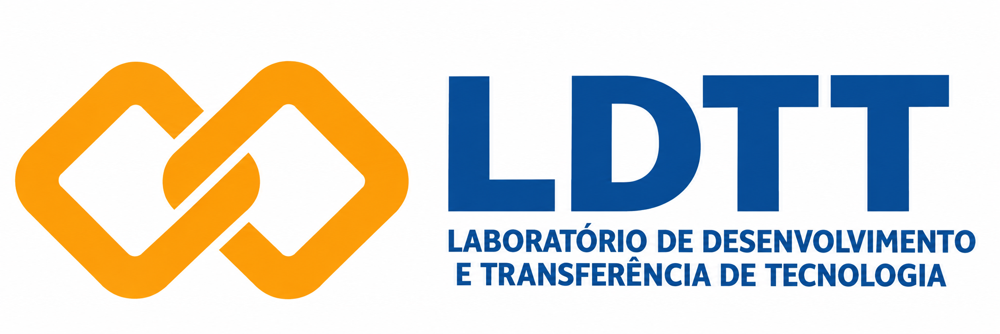 LDTT
LABORATÓRIO DE DESENVOLVIMENTO
E TRANSFERÊNCIA DE TECNOLOGIA